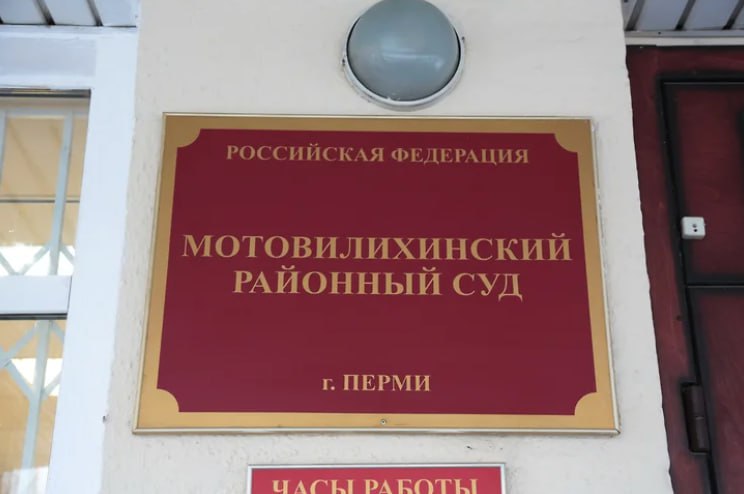 РОССИЙСКАЯ ФЕДЕРАЦИЯ
МОТОВИЛИХИНСКИЙ
РАЙОННЫЙ СУД
г. ПЕРМИ
ЧАСЫ РАБОТЫ